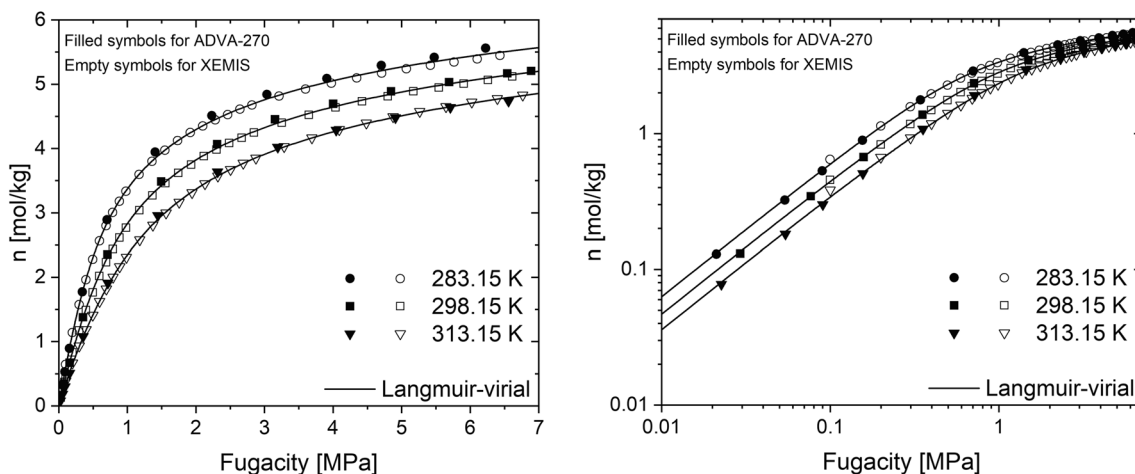 Filled symbols for ADVA-270
Empty symbols for XEMIS
n [mol/kg]
6
5
4
3
2
1
0
283.15 K
298.15 K
313.15 K
Langmuir-virial
0 1 2 3 4 5 6 7
Fugacity [MPa]
Filled symbols for ADVA-270
Empty symbols for XEMIS
n [mol/kg]
1
0.1
0.01
283.15 K
298.15 K
313.15 K
Langmuir-virial
0.01 0.1 1
Fugacity [MPa]